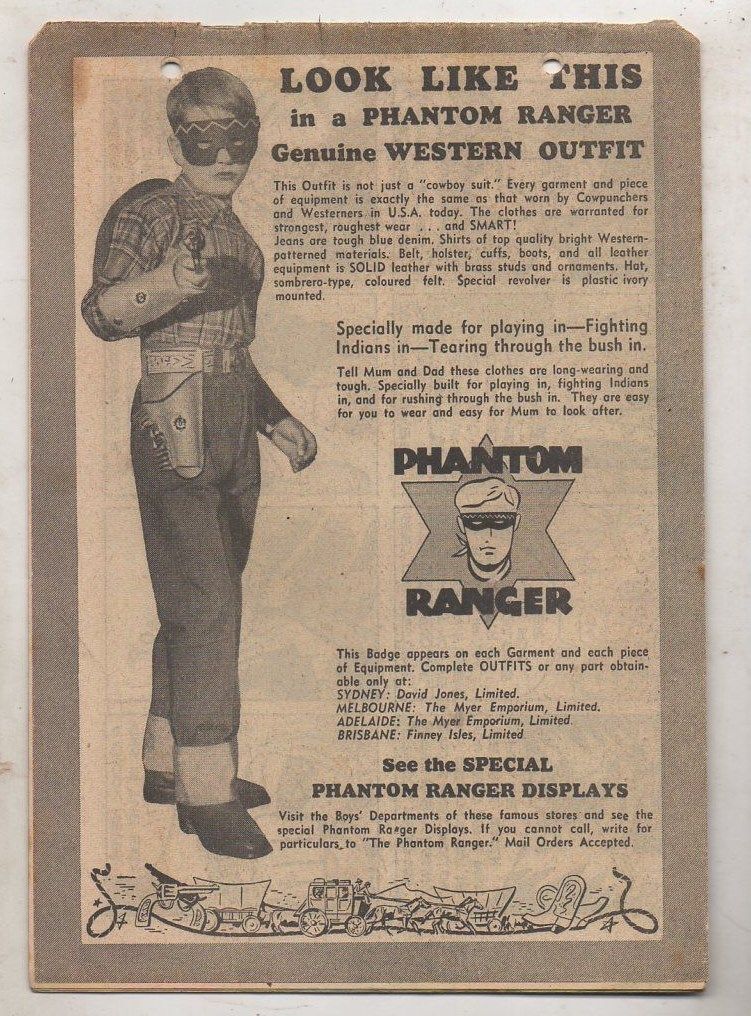 LOOK LIKE THIS
in a PHANTOM RANGER
Genuine WESTERN OUTFIT
This Outfit is not just a "cowboy suit." Every garment and piece
of equipment is exactly the same as that worn by Cowpunchers
and Westerners in U.S.A. today. The clothes are warranted for
strongest, roughest wear . . . and SMART!
Jeans are tough blue denim. Shirts of top quality bright Western-
patterned materials. Belt, holster, cuffs, boots, and all leather
equipment is SOLID leather with brass studs and ornaments. Hat,
sombrero-type, coloured felt. Special revolver is plastic ivory
mounted.
Specially made for playing in—Fighting
Indians in—Tearing through the bush in.
Tell Mum and Dad these clothes are long-wearing and
tough. Specially built for playing in, fighting Indians
in, and for rushing through the bush in. They are easy
for you to wear and easy for Mum to look after.
PHANTOM
RANGER
This Badge appears on each Garment and each piece
of Equipment. Complete OUTFITS or any part obtain-
able only at:
SYDNEY: David Jones, Limited.
MELBOURNE: The Myer Emporium, Limited.
ADELAIDE: The Myer Emporium, Limited.
BRISBANE: Finney Isles, Limited
See the SPECIAL
PHANTOM RANGER DISPLAYS
Visit the Boys' Departments of these famous stores and see the
special Phantom Ranger Displays. If you cannot call, write for
particulars to "The Phantom Ranger." Mail Orders Accepted.